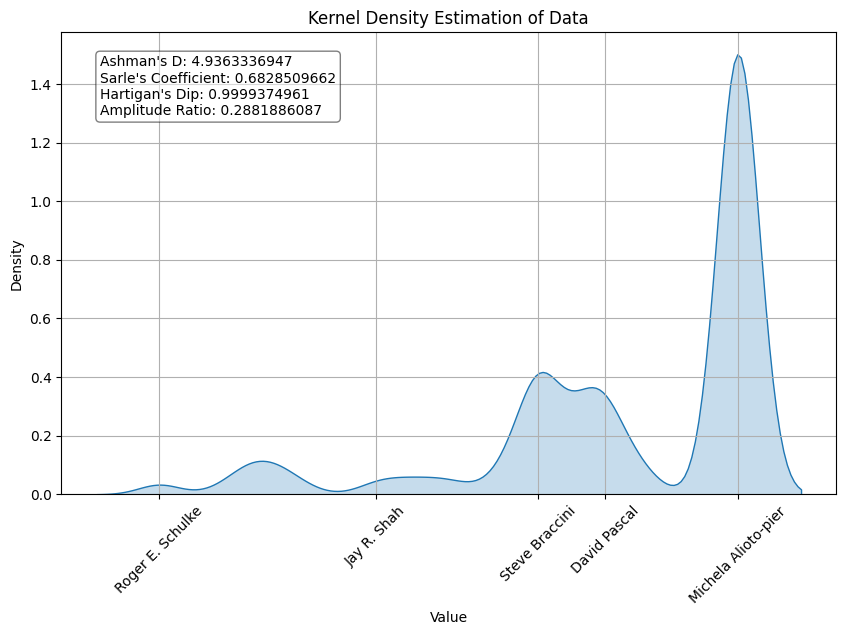 Kernel Density Estimation of Data
Ashman's D: 4.9363336947
Sarle's Coefficient: 0.6828509662
Hartigan's Dip: 0.9999374961
Amplitude Ratio: 0.2881886087
1.4
1.2
1.0
0.8
0.6
0.4
0.2
0.0
Density
Roger E. Schulke
Jay R. Shah
Steve Braccini
David Pascal
Michela Alioto-pier
Value